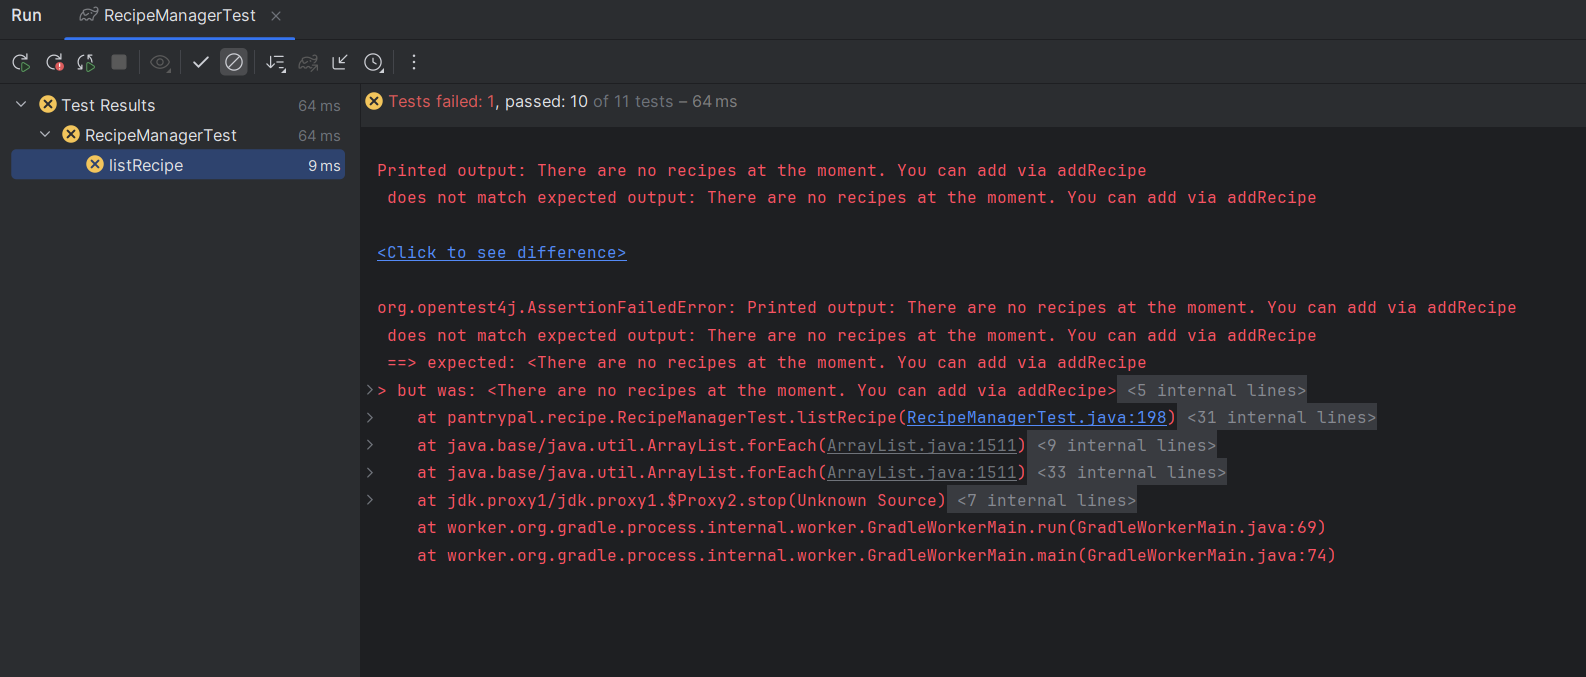 Run RecipeManagerTest
Test Results 64 ms
RecipeManagerTest 64 ms
listRecipe 9 ms
Tests failed: 1, passed: 10 of 11 tests – 64 ms
Printed output: There are no recipes at the moment. You can add via addRecipe
does not match expected output: There are no recipes at the moment. You can add via addRecipe
<Click to see difference>
org.opentest4j.AssertionFailedError: Printed output: There are no recipes at the moment. You can add via addRecipe
does not match expected output: There are no recipes at the moment. You can add via addRecipe
==> expected: <There are no recipes at the moment. You can add via addRecipe
> but was: <There are no recipes at the moment. You can add via addRecipe> <5 internal lines>
at pantrypal.recipe.RecipeManagerTest.listRecipe(RecipeManagerTest.java:198) <31 internal lines>
at java.base/java.util.ArrayList.forEach(ArrayList.java:1511) <9 internal lines>
at java.base/java.util.ArrayList.forEach(ArrayList.java:1511) <33 internal lines>
at jdk.proxy1/jdk.proxy1.$Proxy2.stop(Unknown Source) <7 internal lines>
at worker.org.gradle.process.internal.worker.GradleWorkerMain.run(GradleWorkerMain.java:69)
at worker.org.gradle.process.internal.worker.GradleWorkerMain.main(GradleWorkerMain.java:74)